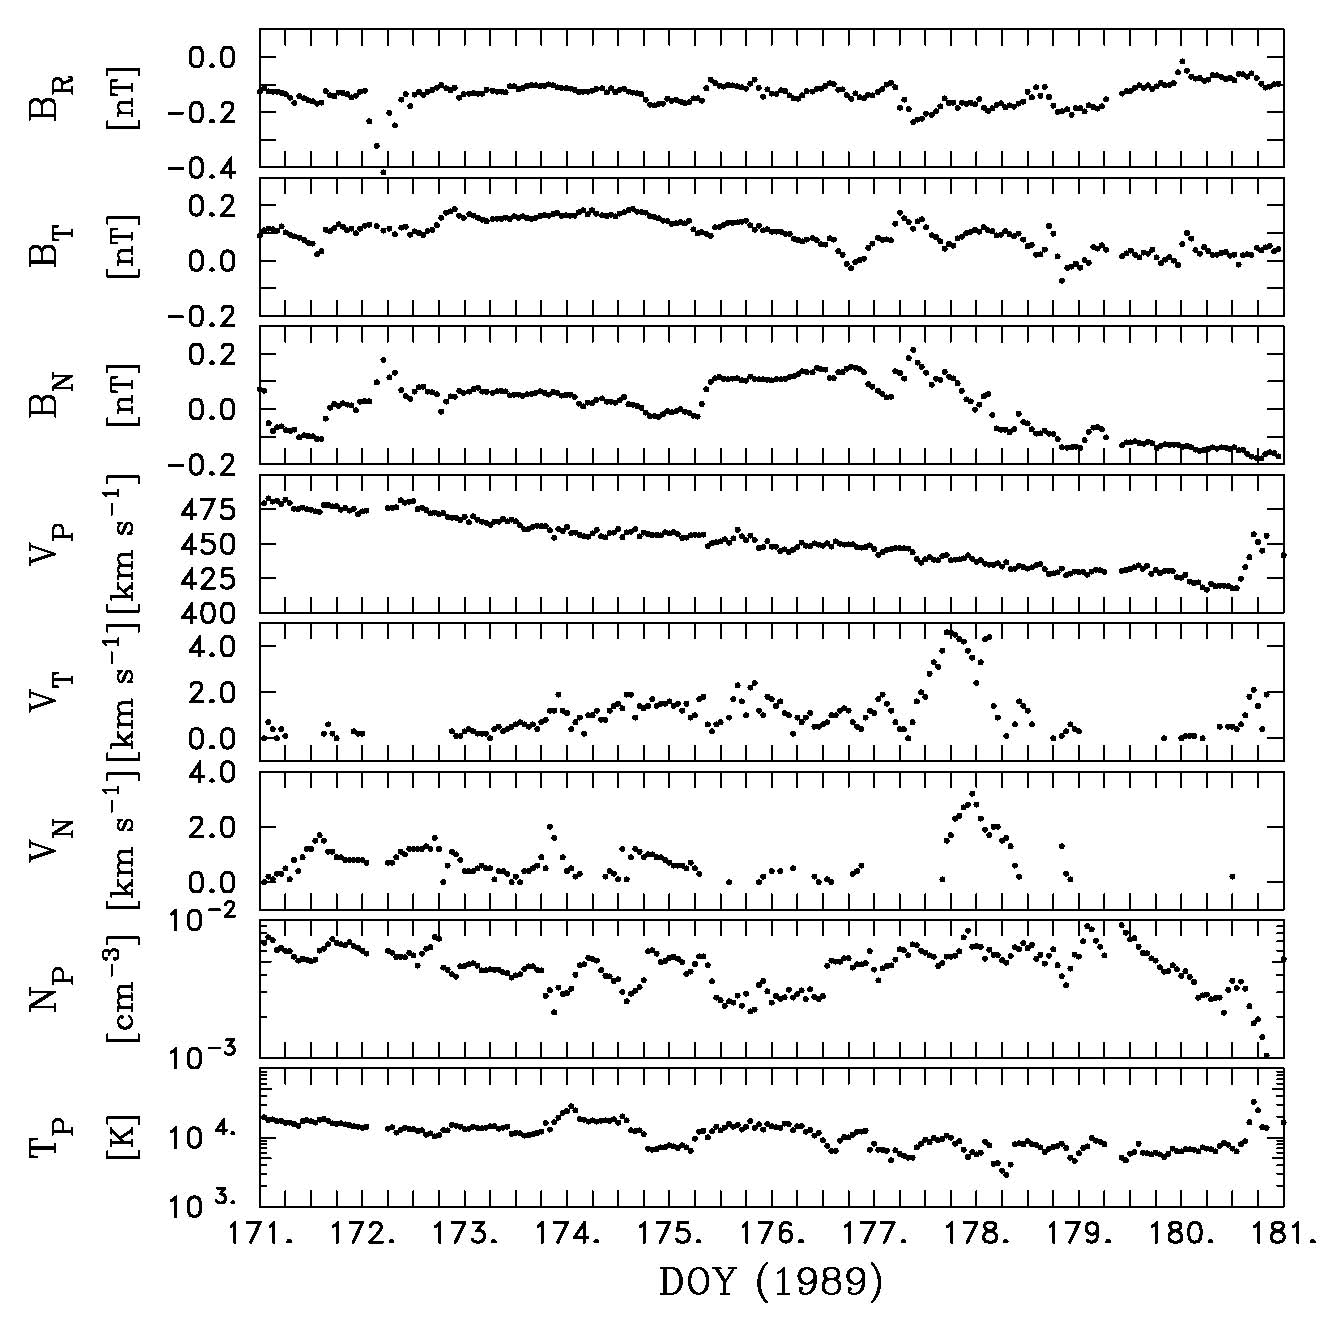 B_R [nT] 0.0
−0.2
−0.4
B_T [nT] 0.2
0.0
−0.2
B_N [nT] 0.2
0.0
−0.2
V_P [km s^−1] 475
450
425
400
V_T [km s^−1] 4.0
2.0
0.0
V_N [km s^−1] 4.0
2.0
0.0
N_P [cm^−3] 10^−2
10^−3
T_P [K] 10^4.
10^3.
171. 172. 173. 174. 175. 176. 177. 178. 179. 180. 181.
DOY (1989)